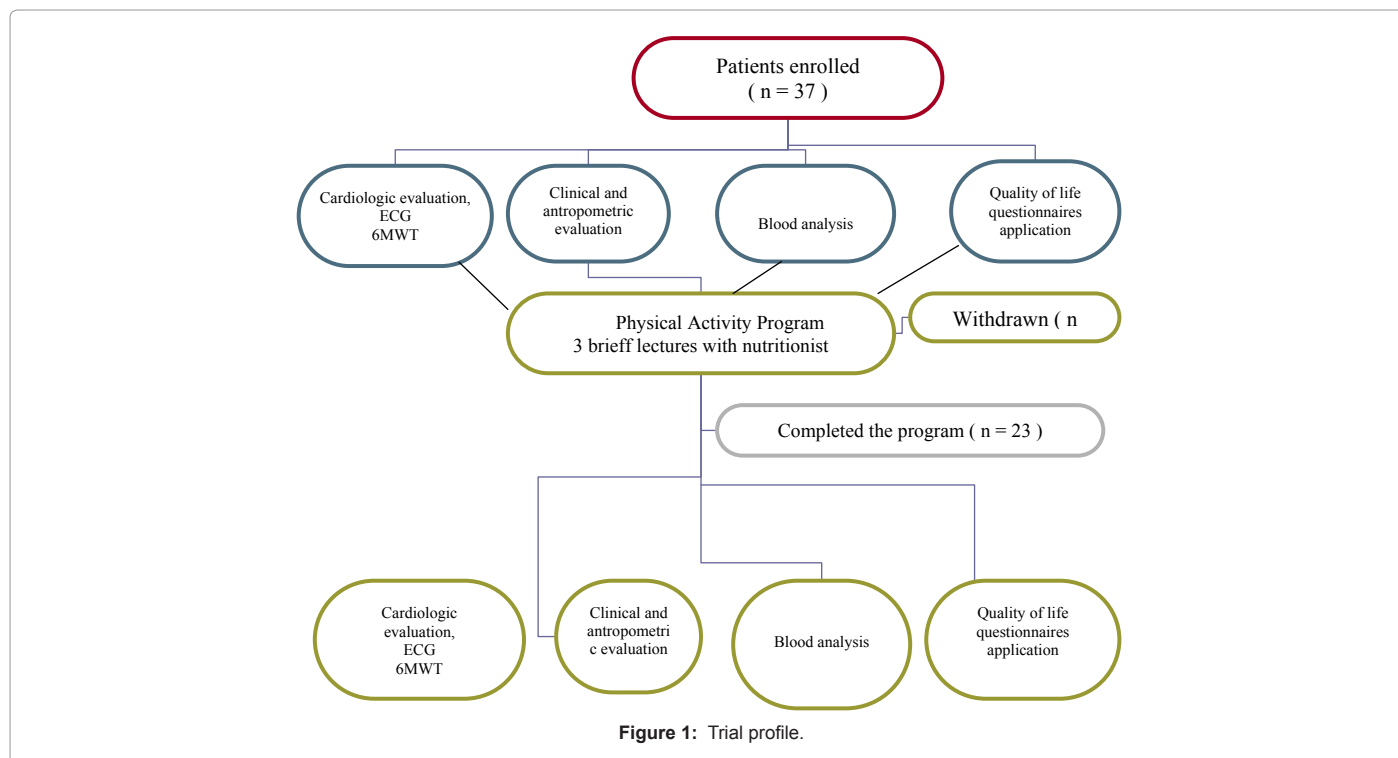 Patients enrolled
( n = 37 )
Cardiologic evaluation,
ECG
6MWT
Clinical and
antropometric
evaluation
Blood analysis
Quality of life
questionnaires
application
Physical Activity Program
3 brieff lectures with nutritionist
Withdrawn ( n
Completed the program ( n = 23 )
Cardiologic
evaluation,
ECG
6MWT
Clinical and
antropometri
c evaluation
Blood analysis
Quality of life
questionnaires
application
Figure 1: Trial profile.